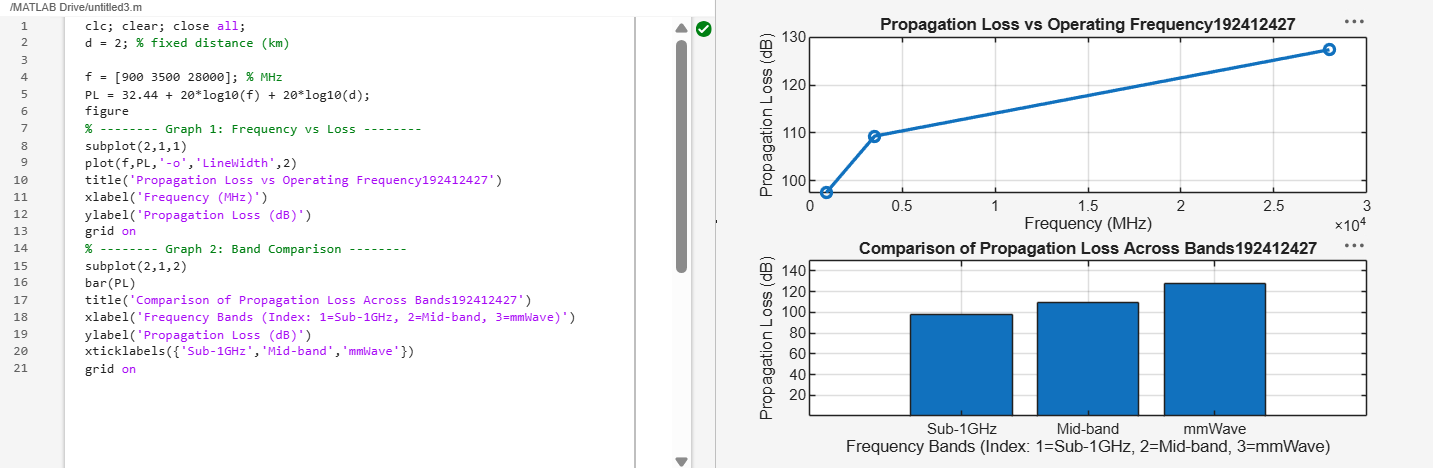 /MATLAB Drive/untitled3.m
1 clc; clear; close all;
2 d = 2; % fixed distance (km)
3
4 f = [900 3500 28000]; % MHz
5 PL = 32.44 + 20*log10(f) + 20*log10(d);
6 figure
7 % -------- Graph 1: Frequency vs Loss --------
8 subplot(2,1,1)
9 plot(f,PL,'-o','LineWidth',2)
10 title('Propagation Loss vs Operating Frequency192412427')
11 xlabel('Frequency (MHz)')
12 ylabel('Propagation Loss (dB)')
13 grid on
14 % -------- Graph 2: Band Comparison --------
15 subplot(2,1,2)
16 bar(PL)
17 title('Comparison of Propagation Loss Across Bands192412427')
18 xlabel('Frequency Bands (Index: 1=Sub-1GHz, 2=Mid-band, 3=mmWave)')
19 ylabel('Propagation Loss (dB)')
20 xticklabels({'Sub-1GHz','Mid-band','mmWave'})
21 grid on
Propagation Loss vs Operating Frequency192412427
Propagation Loss (dB)
130
120
110
100
0 0.5 1 1.5 2 2.5 3
Frequency (MHz)
×10⁴
Comparison of Propagation Loss Across Bands192412427
Propagation Loss (dB)
140
120
100
80
60
40
20
Sub-1GHz Mid-band mmWave
Frequency Bands (Index: 1=Sub-1GHz, 2=Mid-band, 3=mmWave)